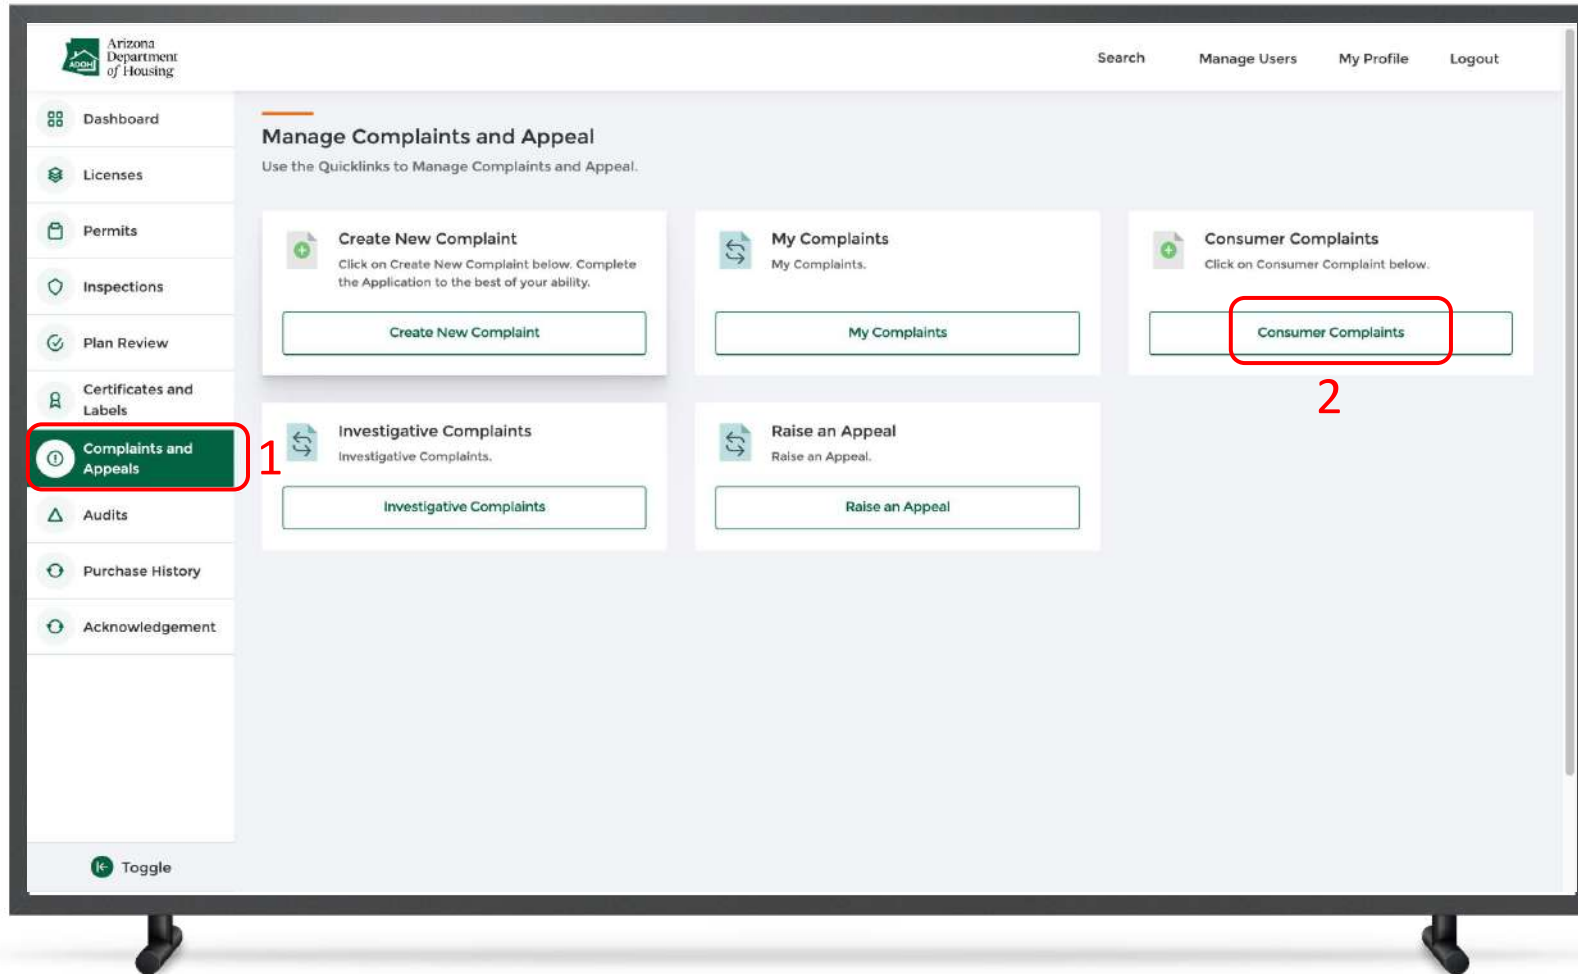 Arizona
Department
of Housing
ADOH
Search
Manage Users
My Profile
Logout
Dashboard
Licenses
Permits
Inspections
Plan Review
Certificates and
Labels
Complaints and
Appeals
1
Audits
Purchase History
Acknowledgement
Toggle
Manage Complaints and Appeal
Use the Quicklinks to Manage Complaints and Appeal.
Create New Complaint
Click on Create New Complaint below. Complete
the Application to the best of your ability.
Create New Complaint
My Complaints
My Complaints.
My Complaints
Consumer Complaints
Click on Consumer Complaint below.
Consumer Complaints
2
Investigative Complaints
Investigative Complaints.
Investigative Complaints
Raise an Appeal
Raise an Appeal.
Raise an Appeal